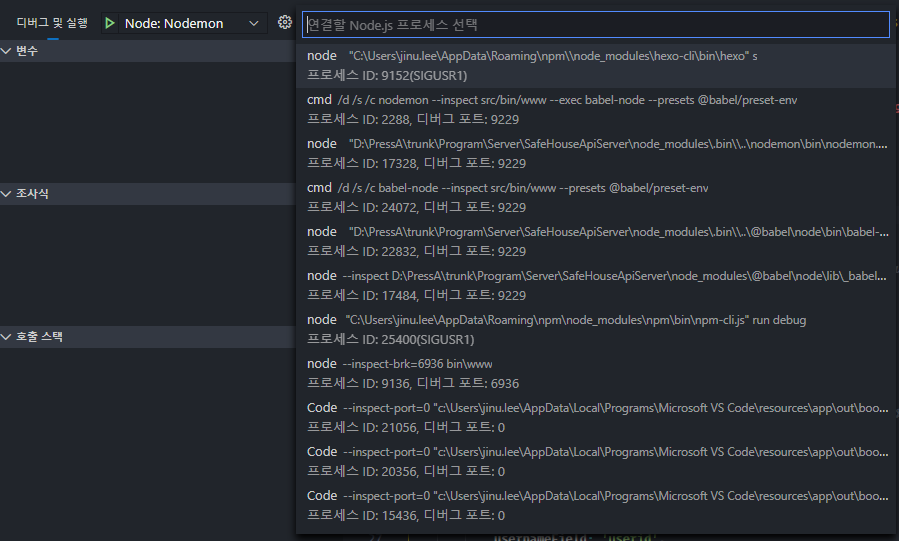 디버그 및 실행
Node: Nodemon
연결할 Node.js 프로세스 선택
변수
조사식
호출 스택
node "C:\Users\jinu.lee\AppData\Roaming\npm\\node_modules\hexo-cli\bin\hexo" s
프로세스 ID: 9152(SIGUSR1)
cmd /d /s /c nodemon --inspect src/bin/www --exec babel-node --presets @babel/preset-env
프로세스 ID: 2288, 디버그 포트: 9229
node "D:\PressA\trunk\Program\Server\SafeHouseApiServer\node_modules\.bin\\..\nodemon\bin\nodemon....
프로세스 ID: 17328, 디버그 포트: 9229
cmd /d /s /c babel-node --inspect src/bin/www --presets @babel/preset-env
프로세스 ID: 24072, 디버그 포트: 9229
node "D:\PressA\trunk\Program\Server\SafeHouseApiServer\node_modules\.bin\\..\@babel\node\bin\babel-...
프로세스 ID: 22832, 디버그 포트: 9229
node --inspect D:\PressA\trunk\Program\Server\SafeHouseApiServer\node_modules\@babel\node\lib\_babel...
프로세스 ID: 17484, 디버그 포트: 9229
node "C:\Users\jinu.lee\AppData\Roaming\npm\node_modules\npm\bin\npm-cli.js" run debug
프로세스 ID: 25400(SIGUSR1)
node --inspect-brk=6936 bin\www
프로세스 ID: 9136, 디버그 포트: 6936
Code --inspect-port=0 "c:\Users\jinu.lee\AppData\Local\Programs\Microsoft VS Code\resources\app\out\boo...
프로세스 ID: 21056, 디버그 포트: 0
Code --inspect-port=0 "c:\Users\jinu.lee\AppData\Local\Programs\Microsoft VS Code\resources\app\out\boo...
프로세스 ID: 20356, 디버그 포트: 0
Code --inspect-port=0 "c:\Users\jinu.lee\AppData\Local\Programs\Microsoft VS Code\resources\app\out\boo...
프로세스 ID: 15436, 디버그 포트: 0